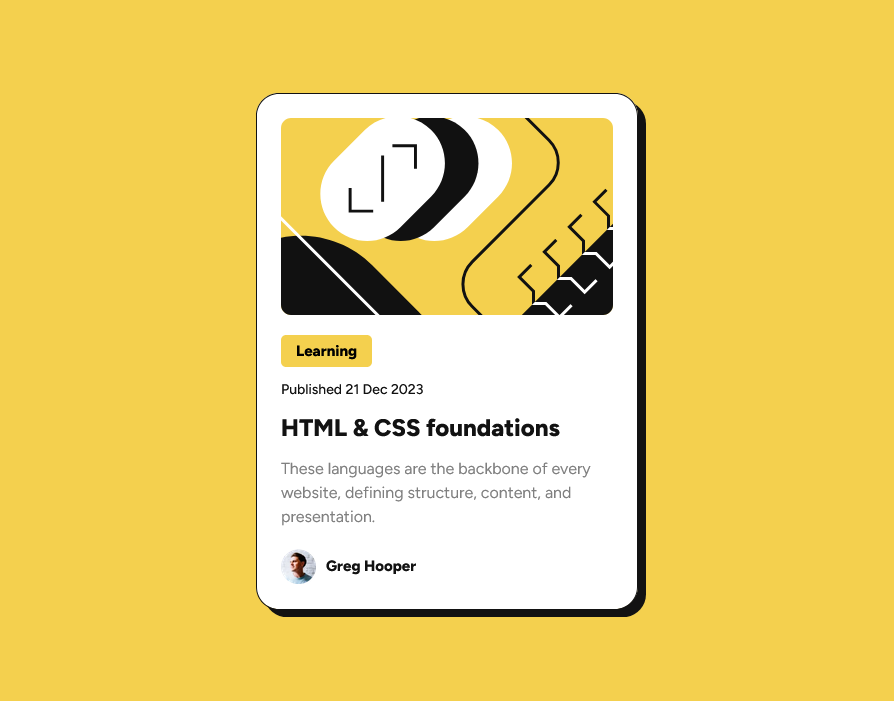 Learning
Published 21 Dec 2023
HTML & CSS foundations
These languages are the backbone of every
website, defining structure, content, and
presentation.
Greg Hooper